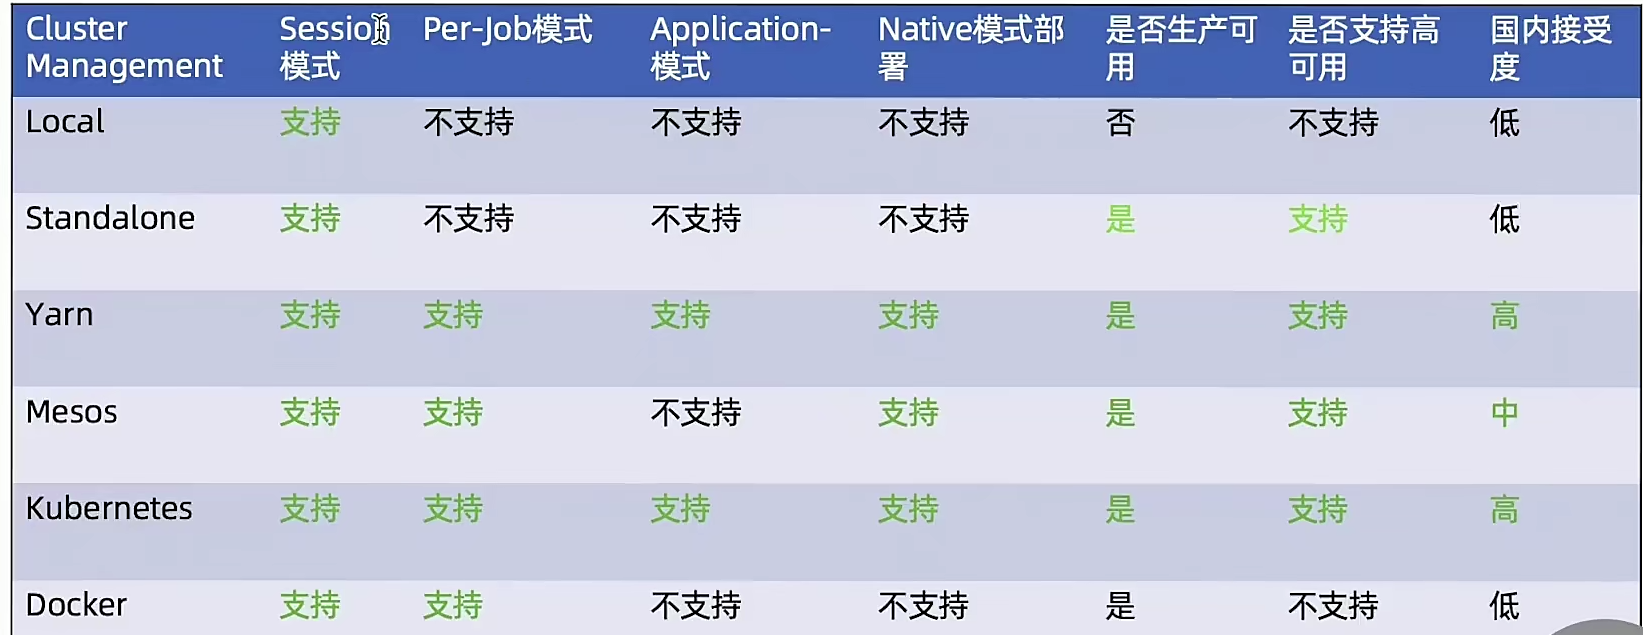 Cluster Management Session模式 Per-Job模式 Application-模式 Native模式部署 是否生产可用 是否支持高可用 国内接受度
Local 支持 不支持 不支持 不支持 否 不支持 低
Standalone 支持 不支持 不支持 不支持 是 支持 低
Yarn 支持 支持 支持 支持 是 支持 高
Mesos 支持 支持 不支持 支持 是 支持 中
Kubernetes 支持 支持 支持 支持 是 支持 高
Docker 支持 支持 不支持 不支持 是 不支持 低